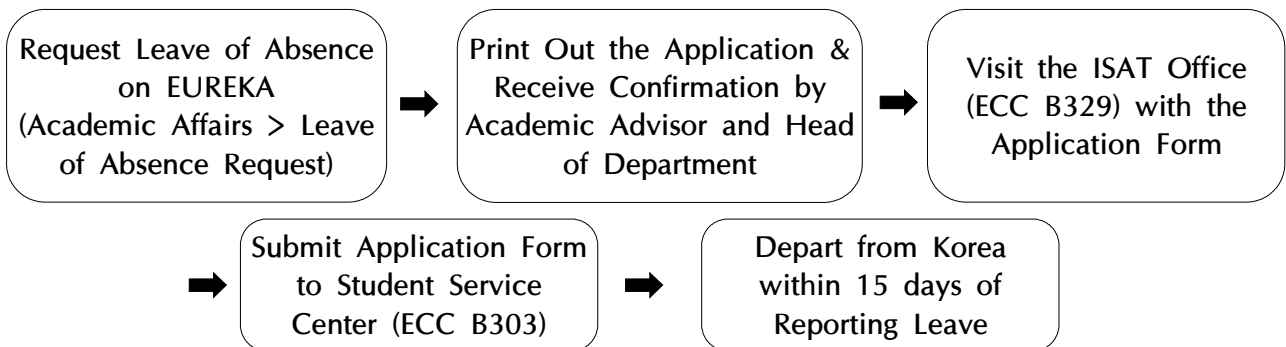 Request Leave of Absence
on EUREKA
(Academic Affairs > Leave
of Absence Request)
Print Out the Application &
Receive Confirmation by
Academic Advisor and Head
of Department
Visit the ISAT Office
(ECC B329) with the
Application Form
Submit Application Form
to Student Service
Center (ECC B303)
Depart from Korea
within 15 days of
Reporting Leave